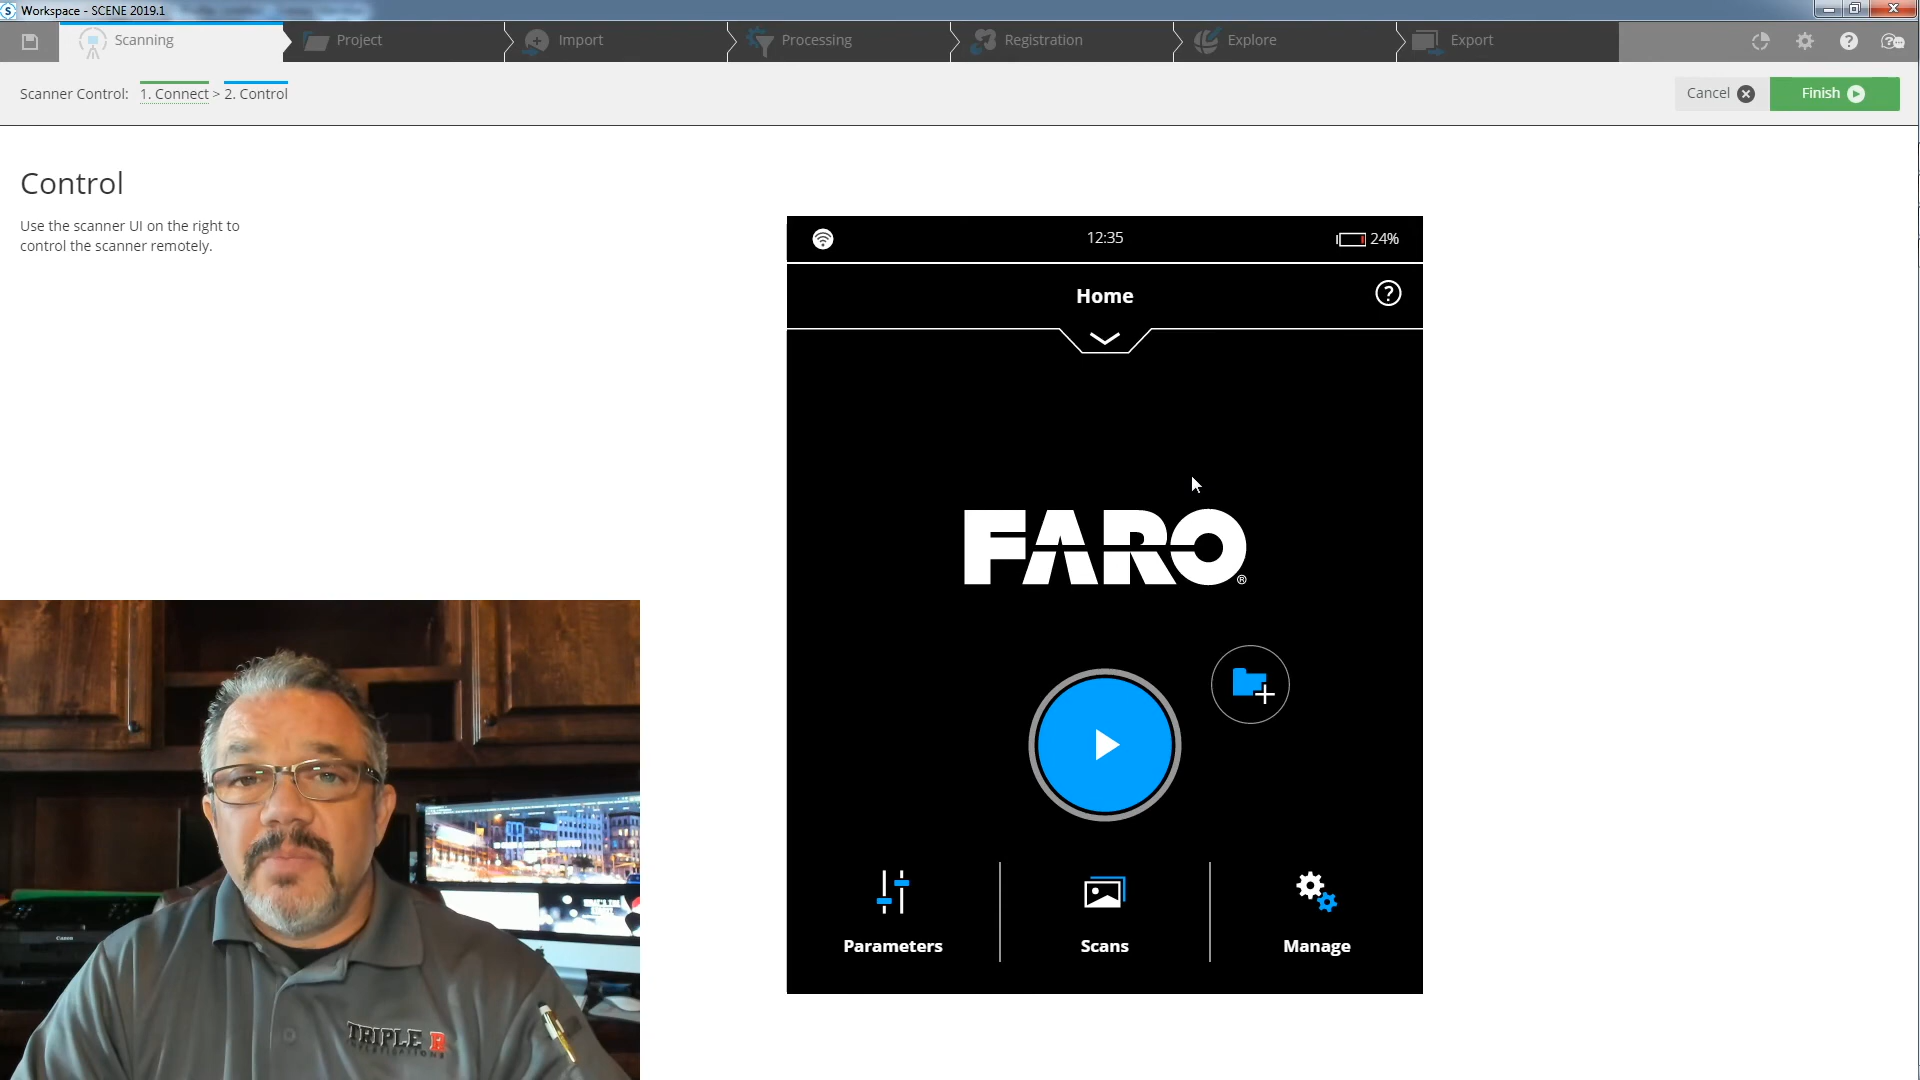 Workspace - SCENE 2019.1
Scanning
Project
Import
Processing
Registration
Explore
Export
Scanner Control: 1. Connect > 2. Control
Cancel
Finish
Control
Use the scanner UI on the right to
control the scanner remotely.
12:35
24%
Home
FARO®
Parameters
Scans
Manage
Canon
TRIPLE R
INVESTIGATIONS